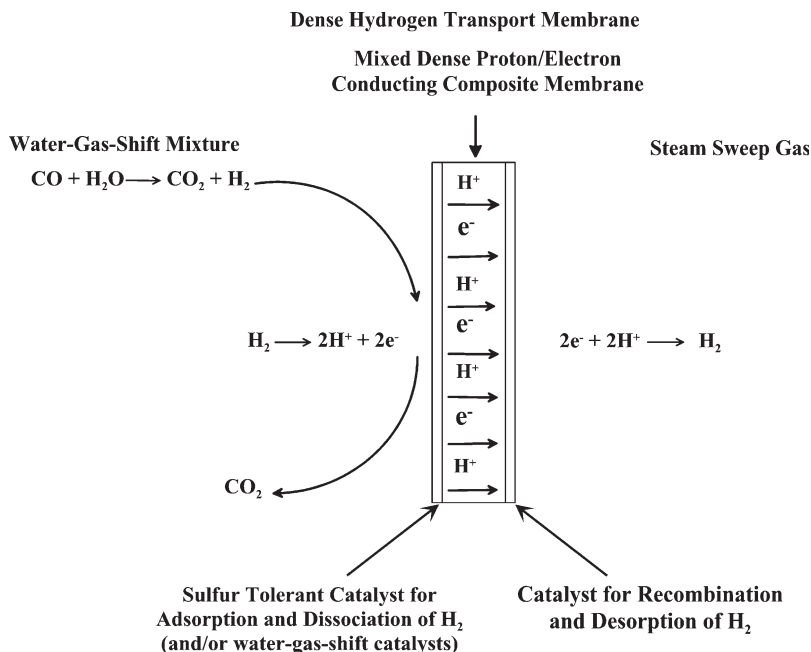 Dense Hydrogen Transport Membrane
Mixed Dense Proton/Electron
Conducting Composite Membrane
Water-Gas-Shift Mixture
Steam Sweep Gas
CO + H₂O → CO₂ + H₂
H⁺
e⁻
H⁺
e⁻
H₂ → 2H⁺ + 2e⁻
2e⁻ + 2H⁺ → H₂
H⁺
e⁻
H⁺
CO₂
Sulfur Tolerant Catalyst for
Adsorption and Dissociation of H₂
(and/or water-gas-shift catalysts)
Catalyst for Recombination
and Desorption of H₂